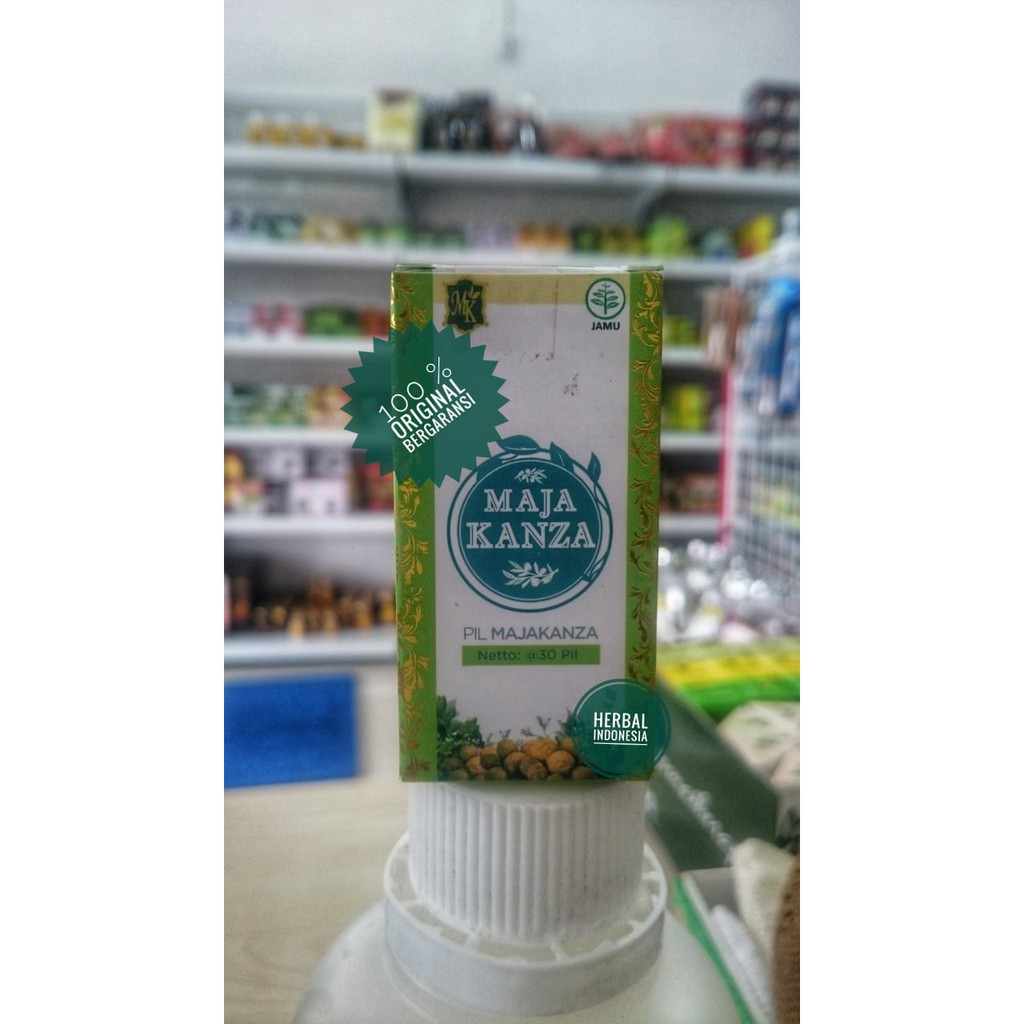 MK
JAMU
100 %
ORIGINAL
BERGARANSI
MAJA
KANZA
PIL MAJAKANZA
Netto: @30 Pil
HERBAL
INDONESIA